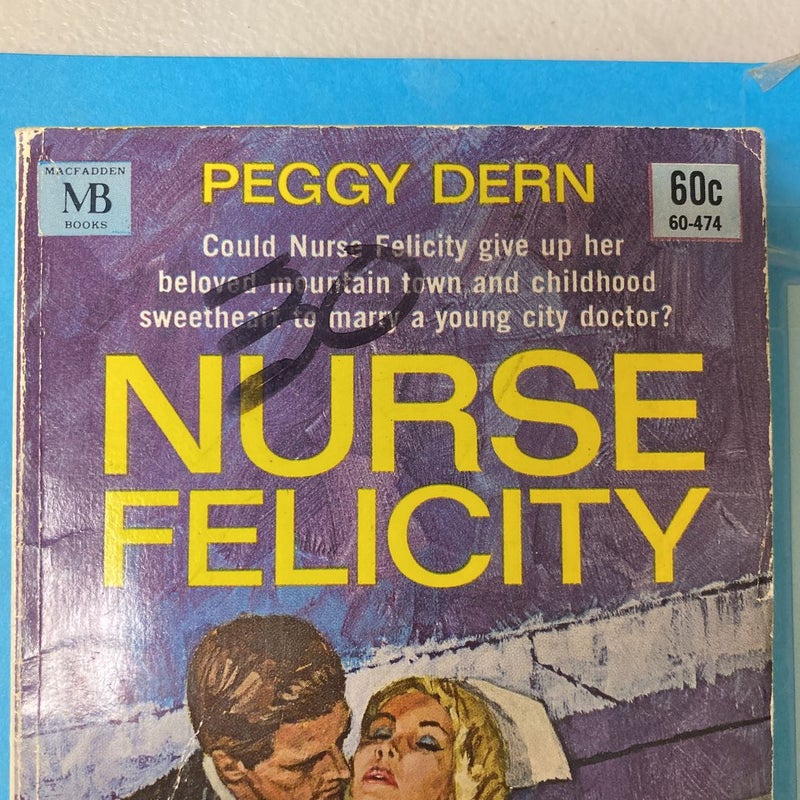 MACFADDEN
MB
BOOKS
PEGGY DERN
60c
60-474
Could Nurse Felicity give up her
beloved mountain town and childhood
sweetheart to marry a young city doctor?
30
NURSE
FELICITY